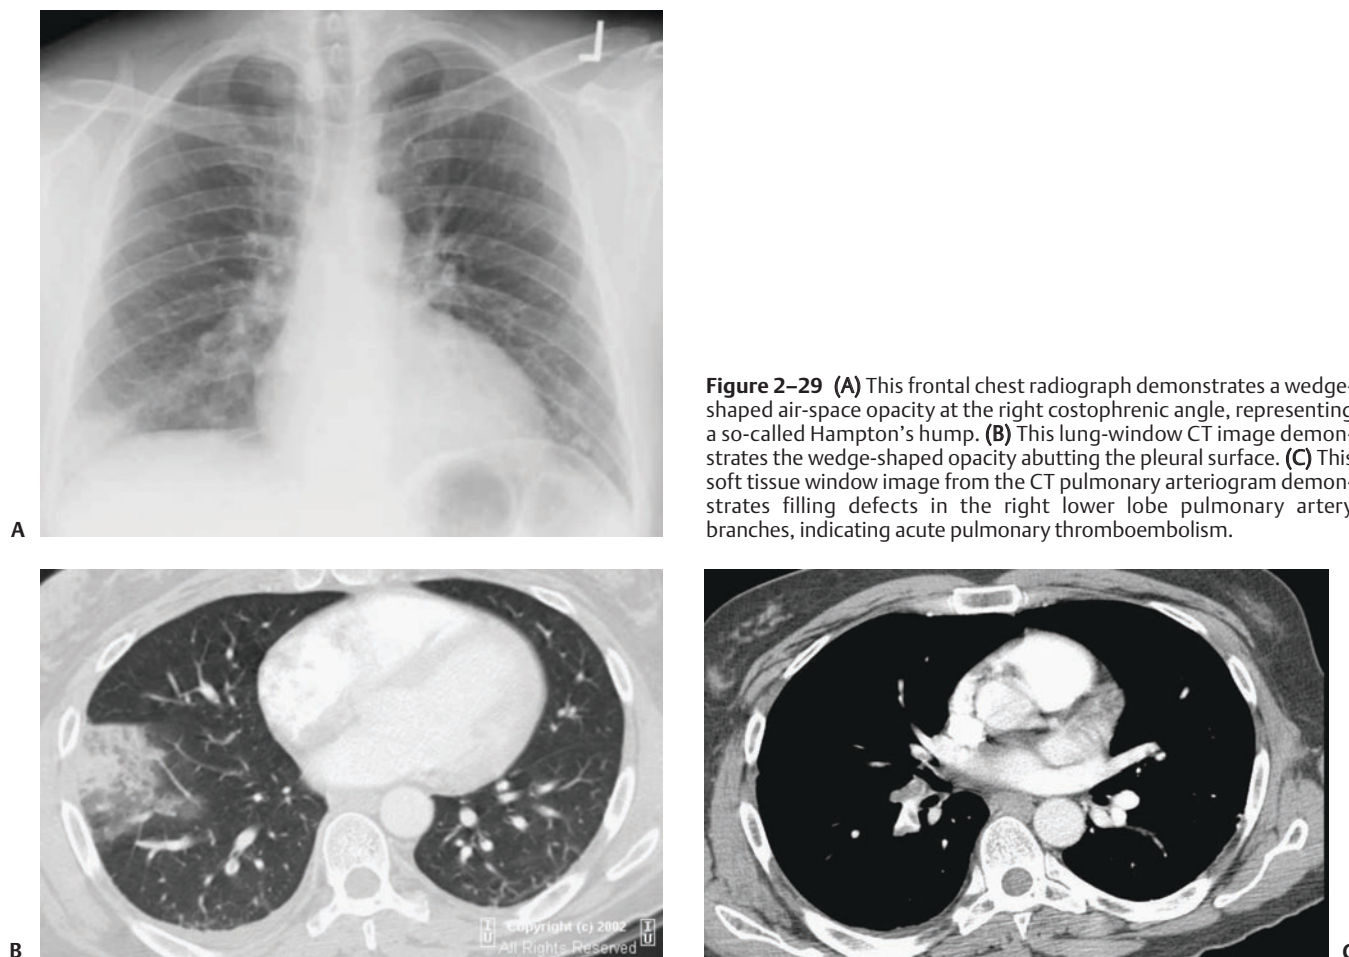 L
Figure 2–29 (A) This frontal chest radiograph demonstrates a wedge-
shaped air-space opacity at the right costophrenic angle, representing
a so-called Hampton's hump. (B) This lung-window CT image demon-
strates the wedge-shaped opacity abutting the pleural surface. (C) This
soft tissue window image from the CT pulmonary arteriogram demon-
strates filling defects in the right lower lobe pulmonary artery
branches, indicating acute pulmonary thromboembolism.
A
IU Copyright (c) 2002 IU
All Rights Reserved
B